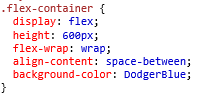 .flex-container {
  display: flex;
  height: 600px;
  flex-wrap: wrap;
  align-content: space-between;
  background-color: DodgerBlue;
}